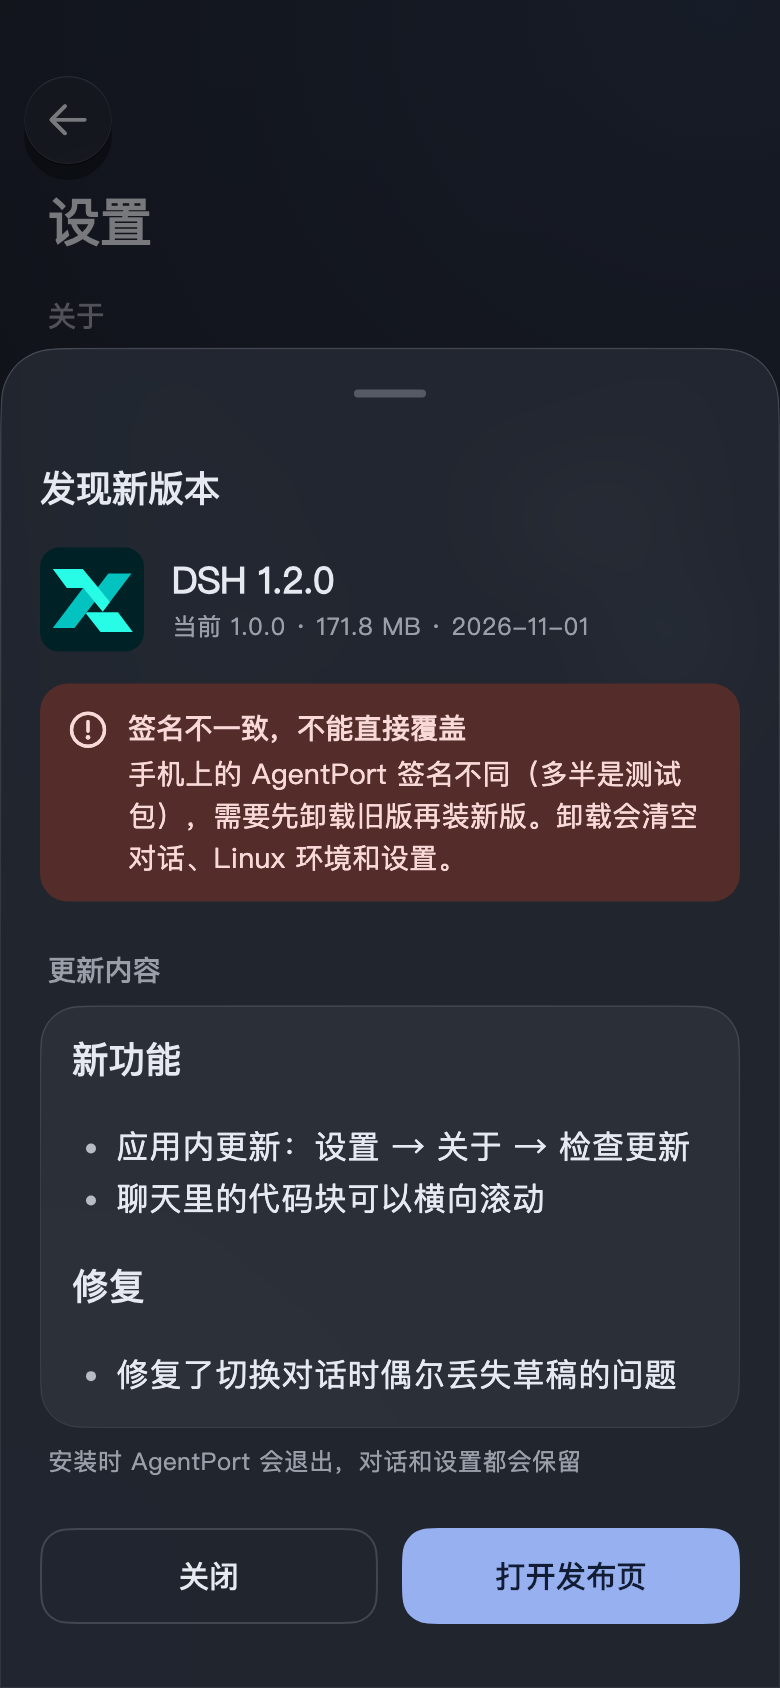 设置
关于
发现新版本
DSH 1.2.0
当前 1.0.0 · 171.8 MB · 2026-11-01
签名不一致，不能直接覆盖
手机上的 AgentPort 签名不同（多半是测试
包），需要先卸载旧版再装新版。卸载会清空
对话、Linux 环境和设置。
更新内容
新功能
• 应用内更新：设置 → 关于 → 检查更新
• 聊天里的代码块可以横向滚动
修复
• 修复了切换对话时偶尔丢失草稿的问题
安装时 AgentPort 会退出，对话和设置都会保留
关闭
打开发布页